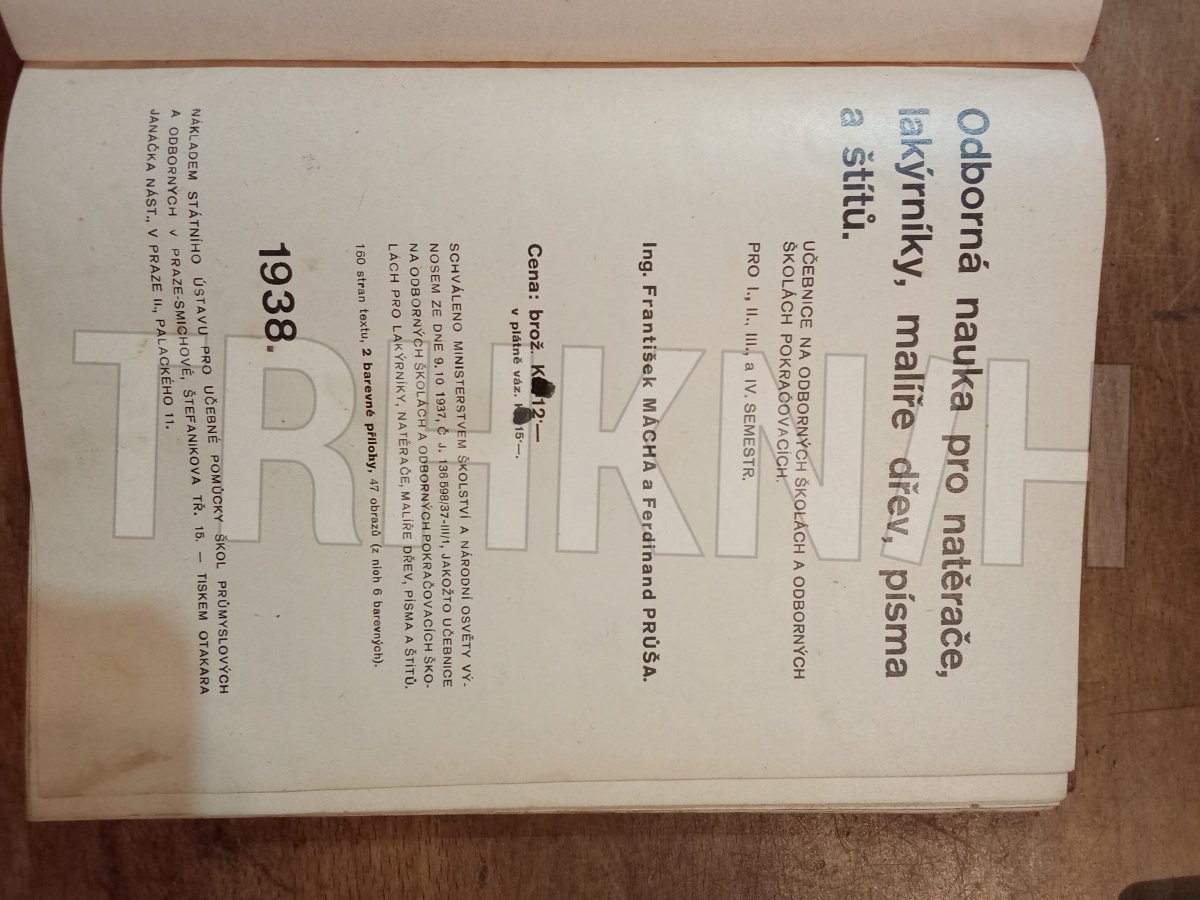 Odborná nauka pro natěrače,
lakýrníky, malíře dřev, písma
a štítů.
UČEBNICE NA ODBORNÝCH ŠKOLÁCH A ODBORNÝCH
ŠKOLÁCH POKRAČOVACÍCH.
PRO I., II., III., a IV. SEMESTR.
Ing. František MÁCHA a Ferdinand PRŮŠA.
Cena: brož. 12·—
v plátně váz. 15·—.
SCHVÁLENO MINISTERSTVEM ŠKOLSTVÍ A NÁRODNÍ OSVĚTY VÝ-
NOSEM ZE DNE 9. 10 1937, Č J. 136 598/37-III/1, JAKOŽTO UČEBNICE
NA ODBORNÝCH ŠKOLÁCH A ODBORNÝCH POKRAČOVACÍCH ŠKO-
LÁCH PRO LAKÝRNÍKY, NATĚRAČE, MALÍŘE DŘEV, PÍSMA A ŠTÍTŮ.
160 stran textu, 2 barevné přílohy, 47 obrazů (z nich 6 barevných).
1938.
NÁKLADEM STÁTNÍHO ÚSTAVU PRO UČEBNÉ POMŮCKY ŠKOL PRŮMYSLOVÝCH
A ODBORNÝCH V PRAZE-SMÍCHOVĚ, ŠTEFANIKOVA TŘ. 15. — TISKEM OTAKARA
JANÁČKA NÁST., V PRAZE II., PALACKÉHO 11.